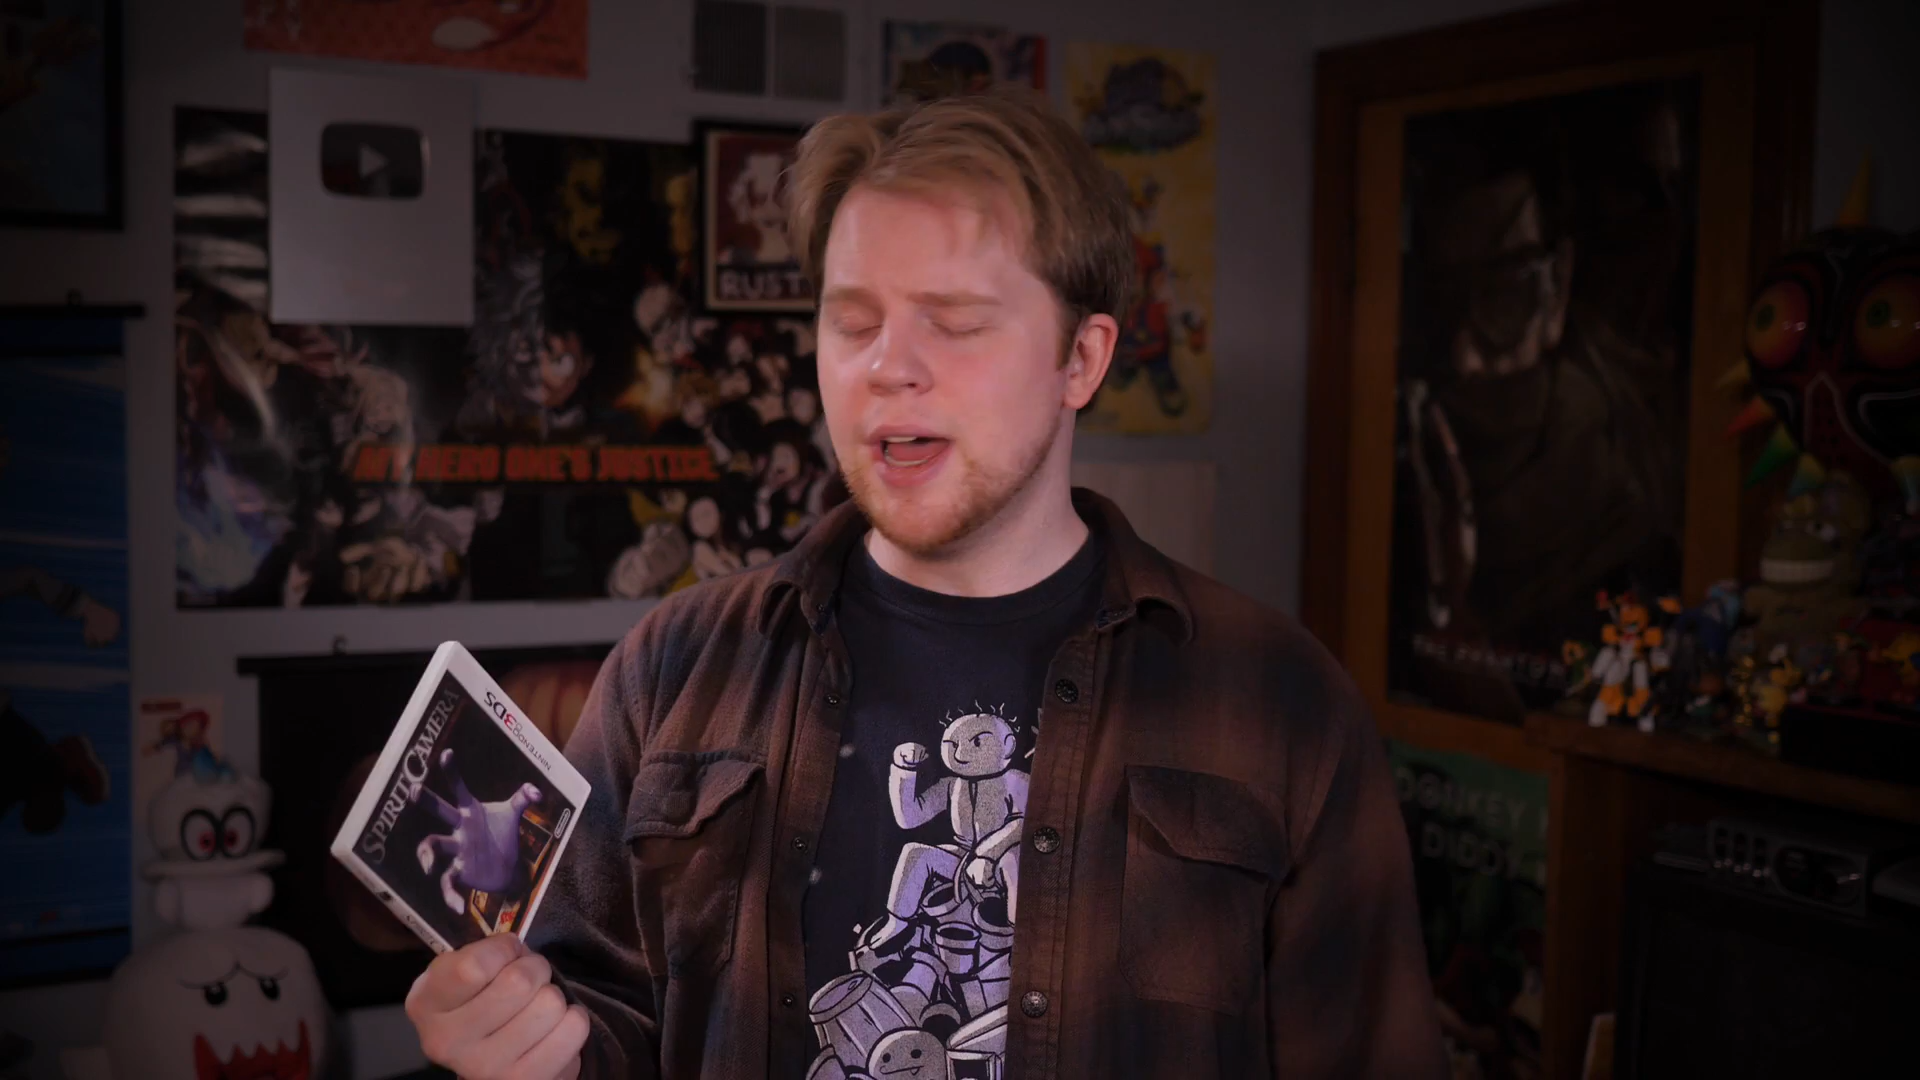 RUST
MY HERO ONE'S JUSTICE
THE PHANTOM
NINTENDO 3DS
SPIRIT CAMERA
DONKEY K
DIDDY